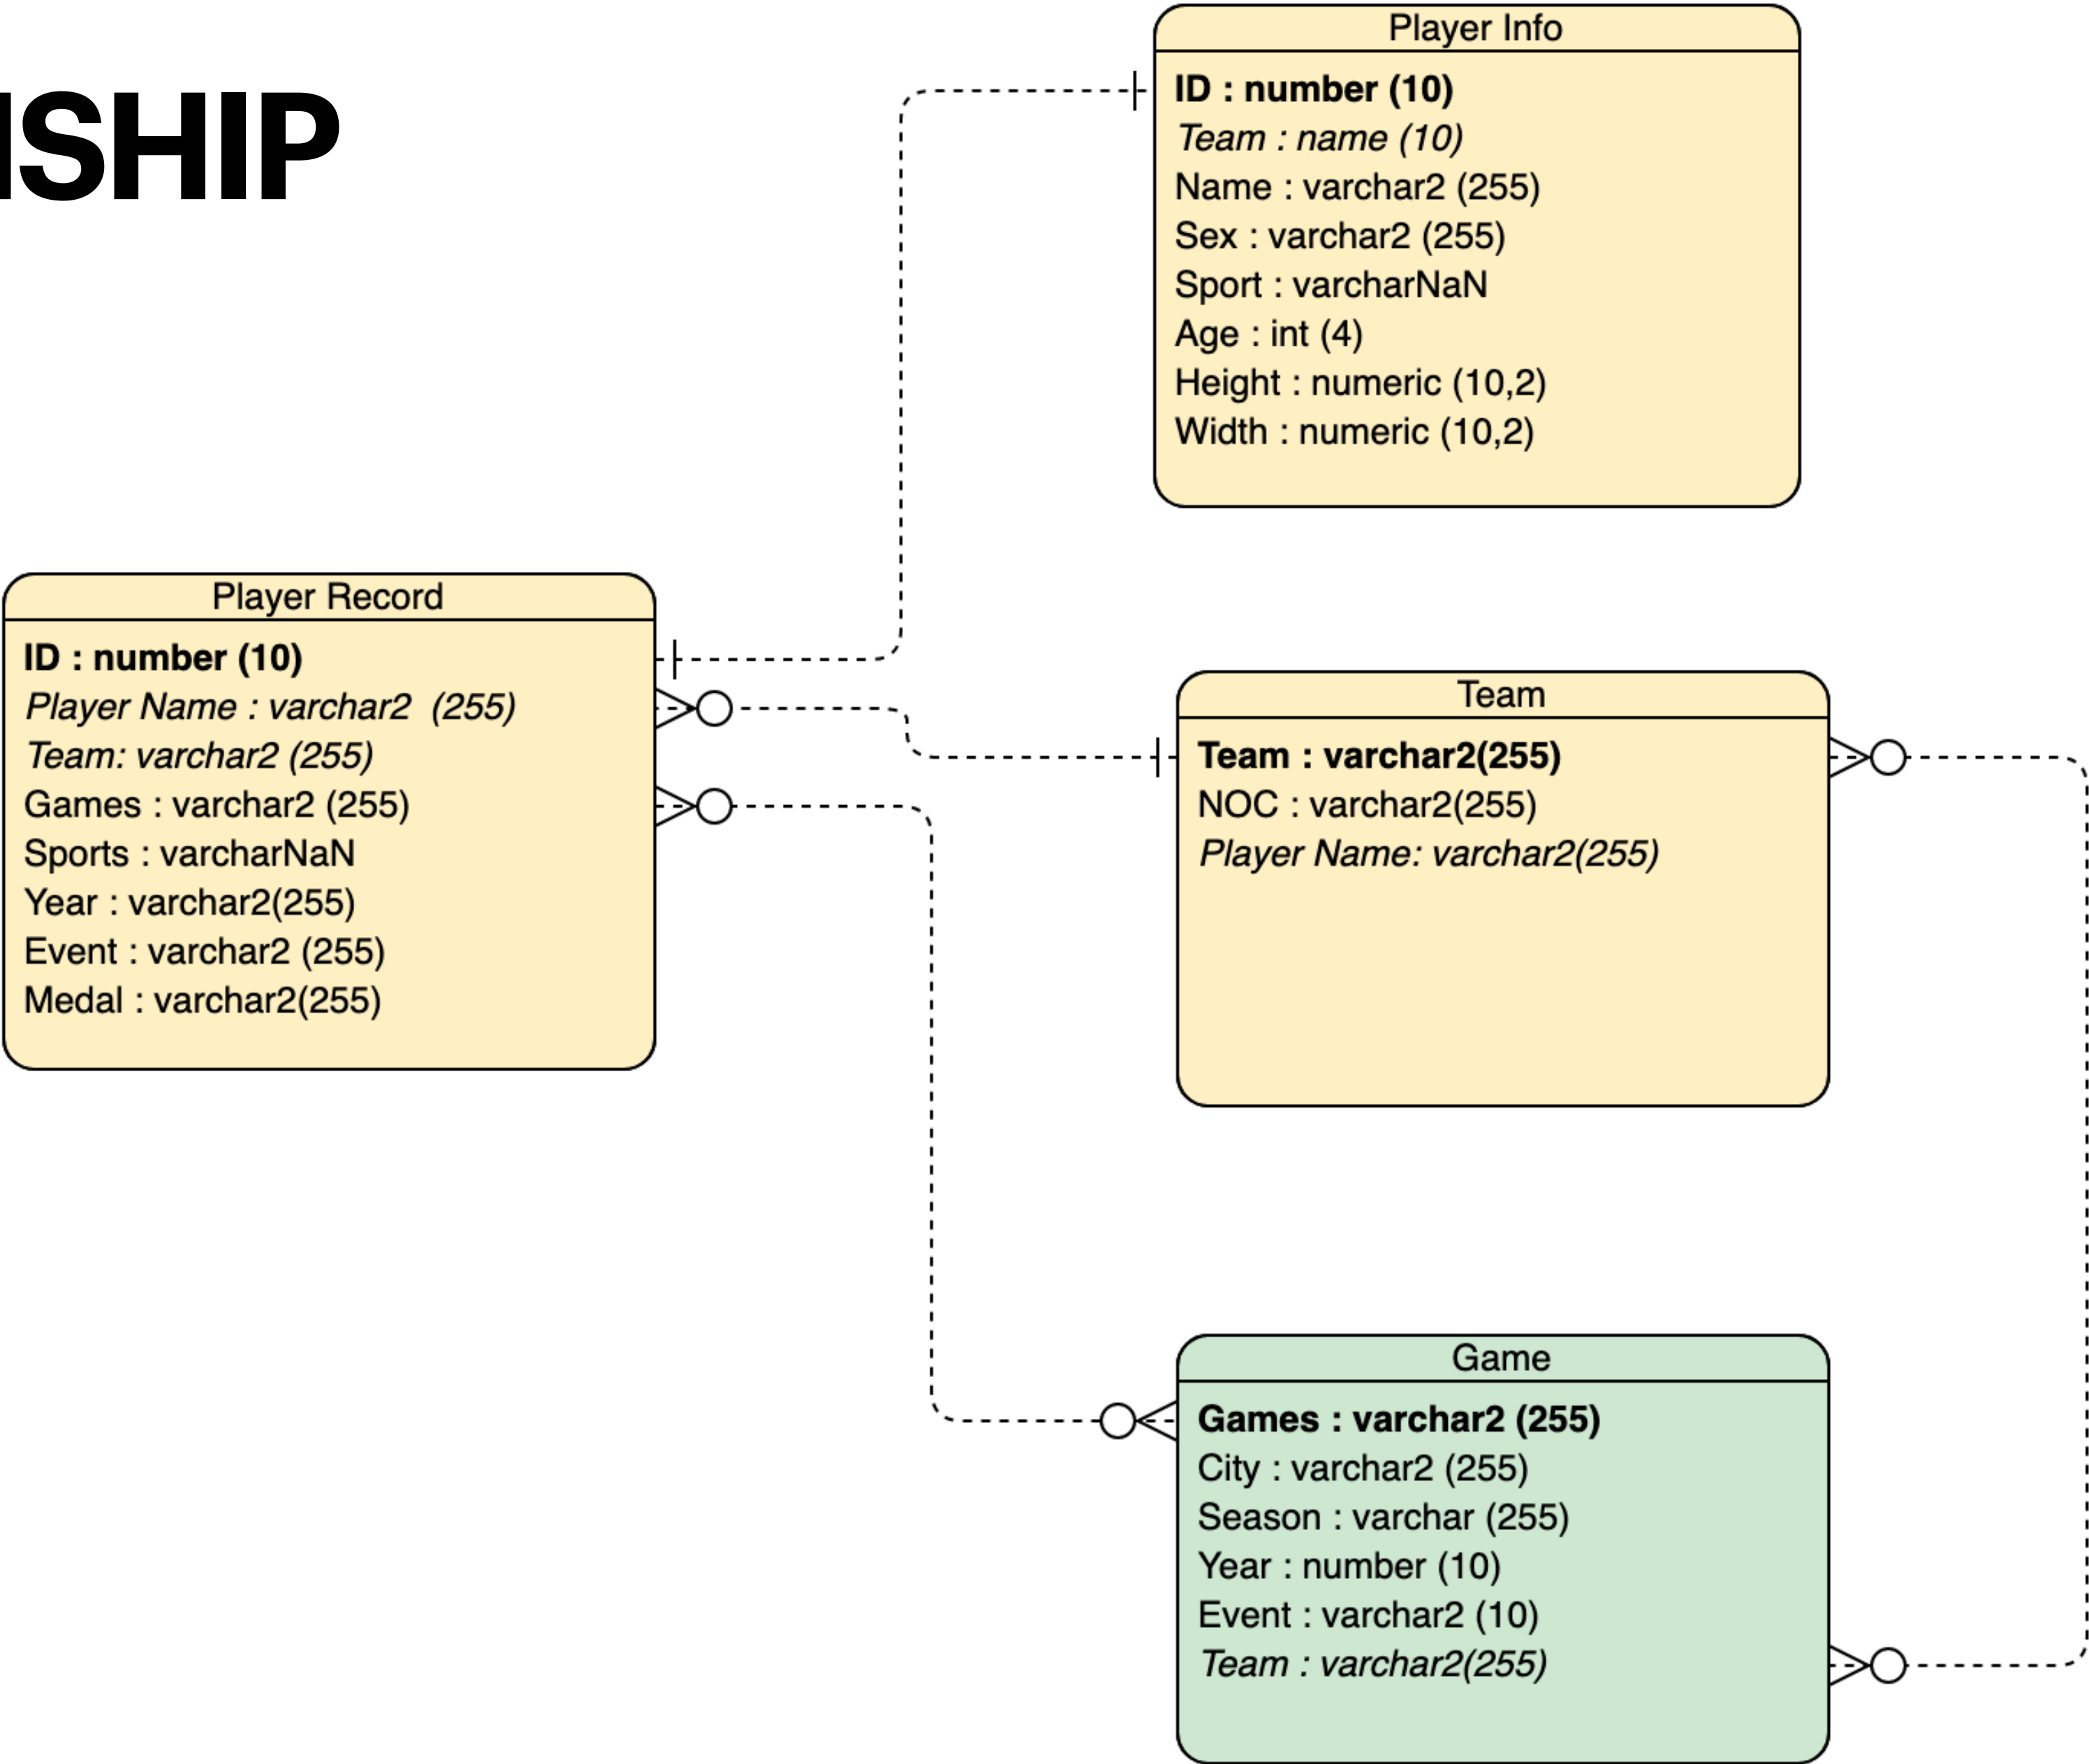 NSHIP
Player Info
ID : number (10)
Team : name (10)
Name : varchar2 (255)
Sex : varchar2 (255)
Sport : varcharNaN
Age : int (4)
Height : numeric (10,2)
Width : numeric (10,2)
Player Record
ID : number (10)
Player Name : varchar2 (255)
Team: varchar2 (255)
Games : varchar2 (255)
Sports : varcharNaN
Year : varchar2(255)
Event : varchar2 (255)
Medal : varchar2(255)
Team
Team : varchar2(255)
NOC : varchar2(255)
Player Name: varchar2(255)
Game
Games : varchar2 (255)
City : varchar2 (255)
Season : varchar (255)
Year : number (10)
Event : varchar2 (10)
Team : varchar2(255)